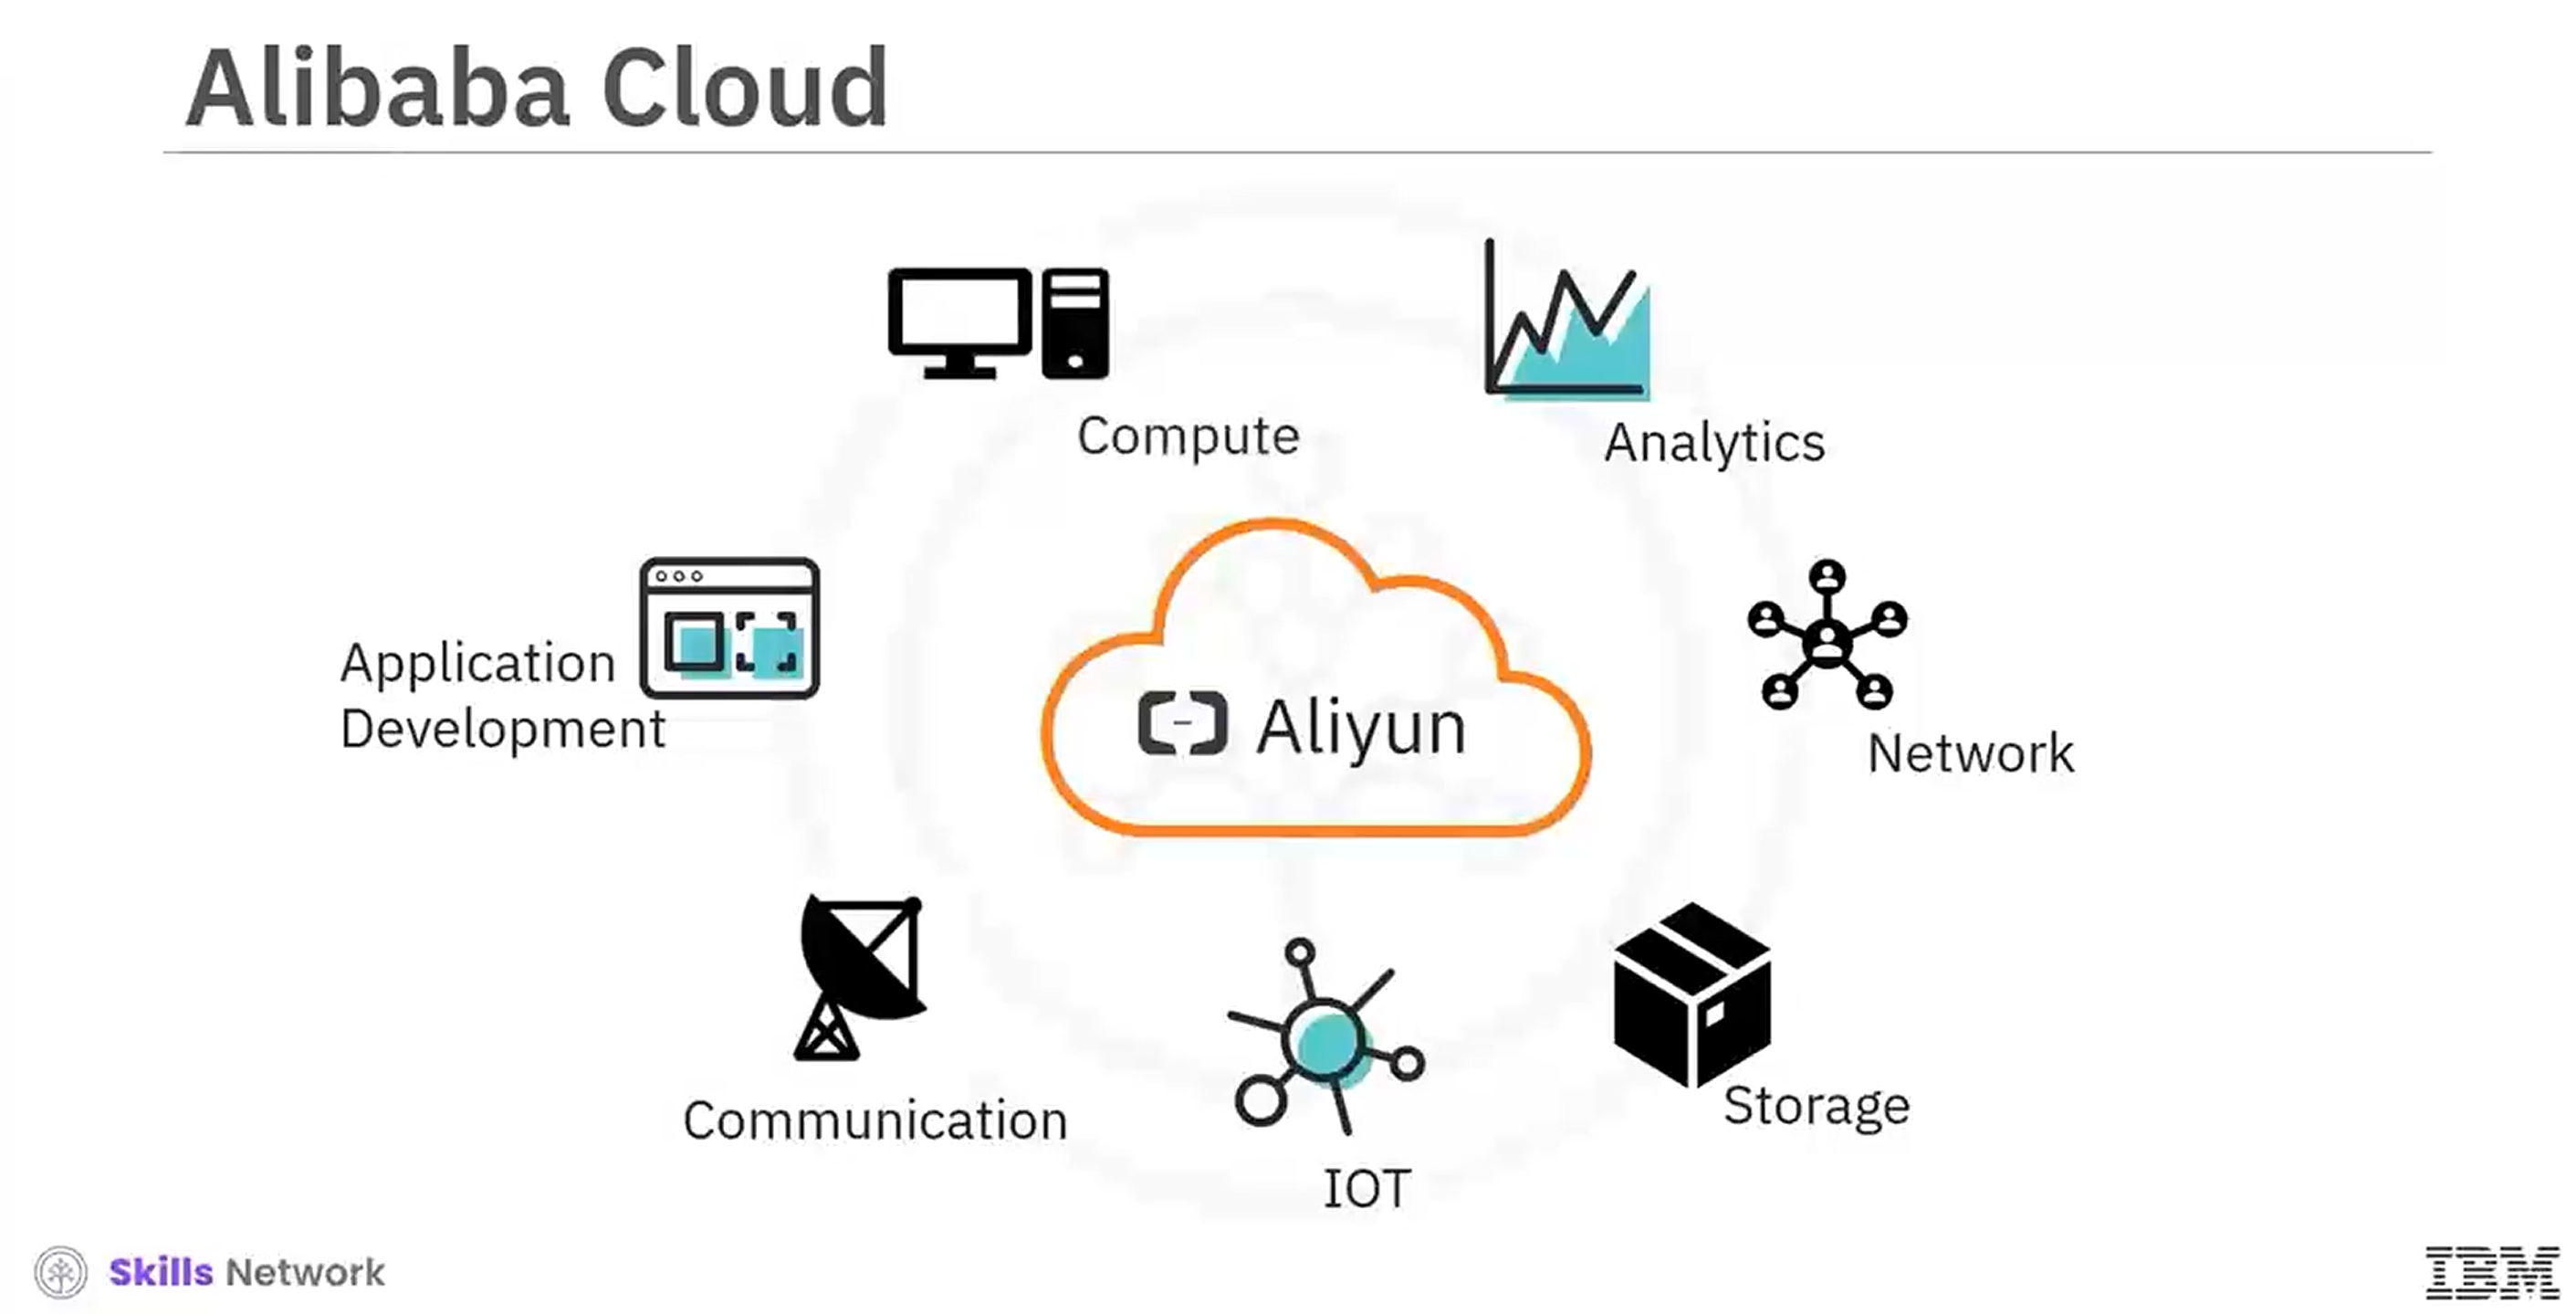 Alibaba Cloud
Compute
Analytics
Application
Development
Aliyun
Network
Communication
IOT
Storage
Skills Network
IBM